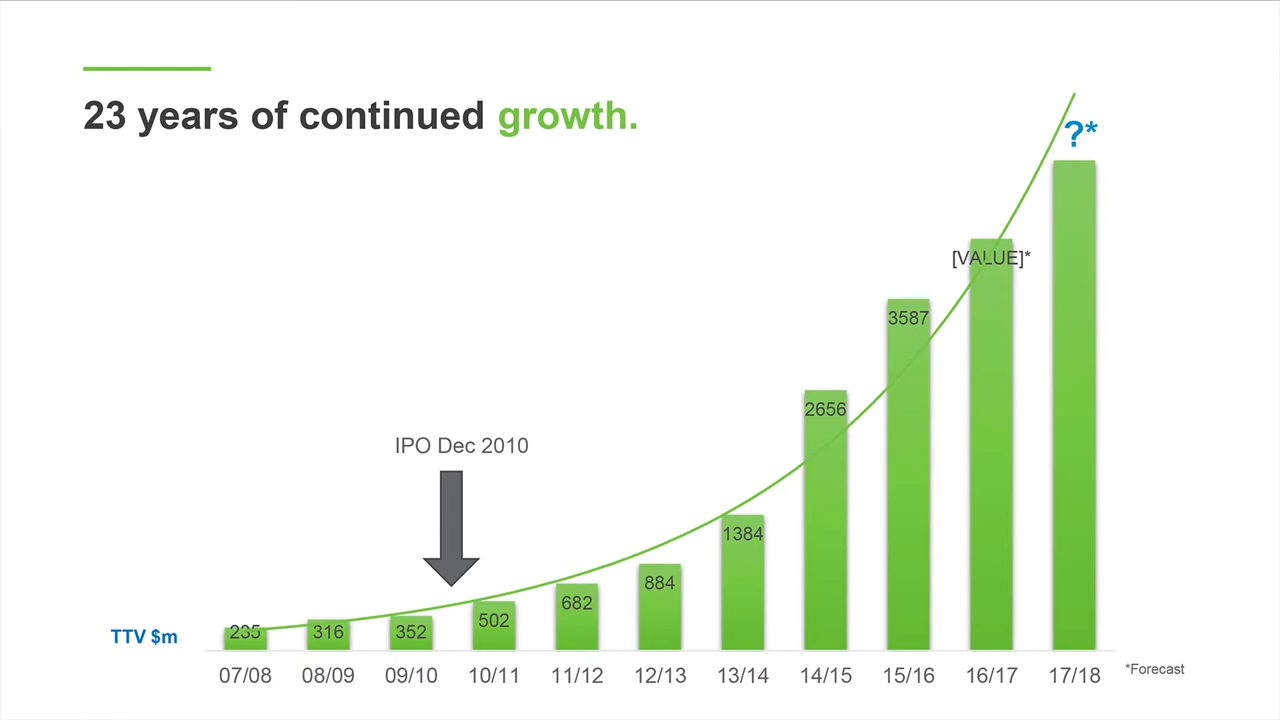 23 years of continued growth.
?*
[VALUE]*
3587
2656
IPO Dec 2010
1384
884
682
502
352
316
235
TTV $m
07/08 08/09 09/10 10/11 11/12 12/13 13/14 14/15 15/16 16/17 17/18
*Forecast